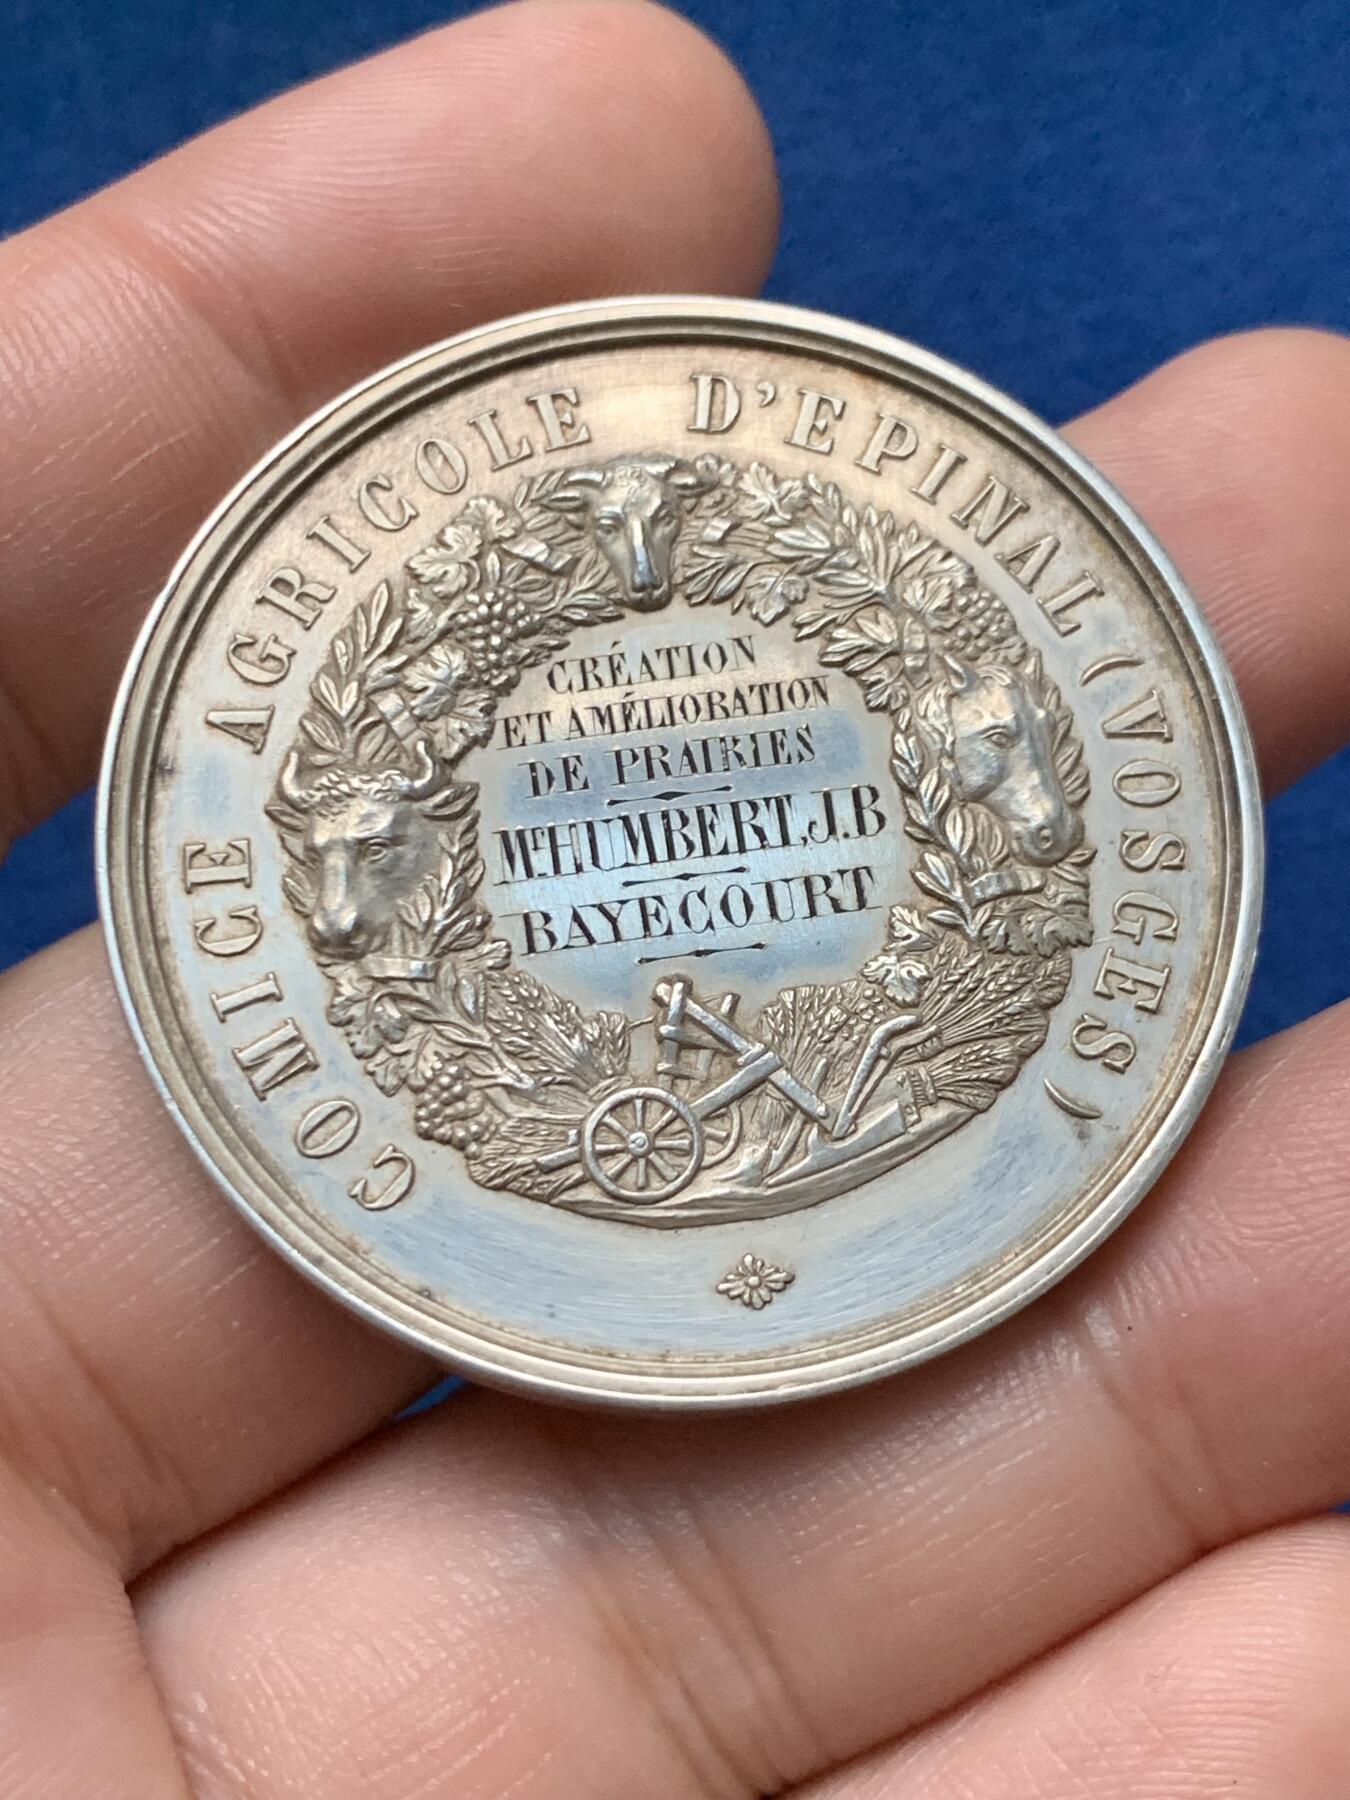 COMICE AGRICOLE D'EPINAL (VOSGES)
CRÉATION
ET AMÉLIORATION
DE PRAIRIES
Mr HUMBERT, J.B
BAYECOURT